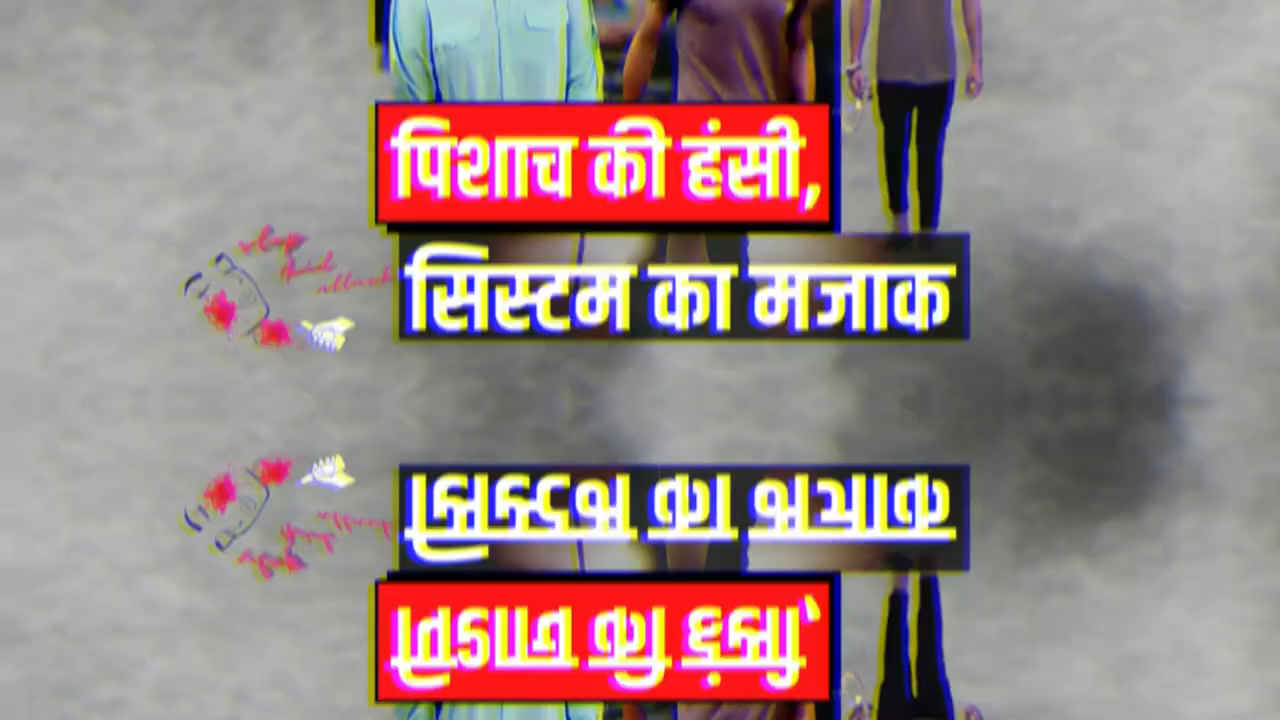 पिशाच की हंसी,
सिस्टम का मजाक